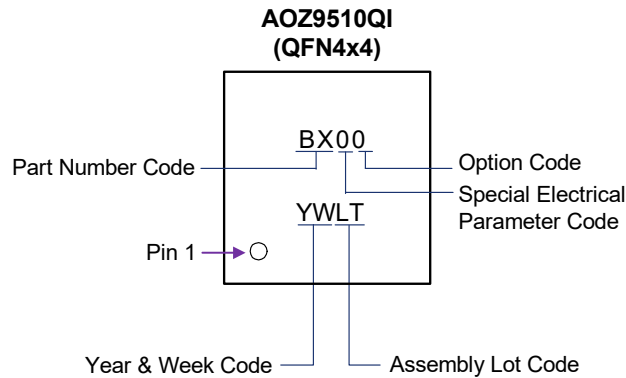 AOZ9510QI
(QFN4x4)
BX00
Part Number Code
Option Code
Special Electrical
Parameter Code
YWLT
Pin 1
Year & Week Code
Assembly Lot Code